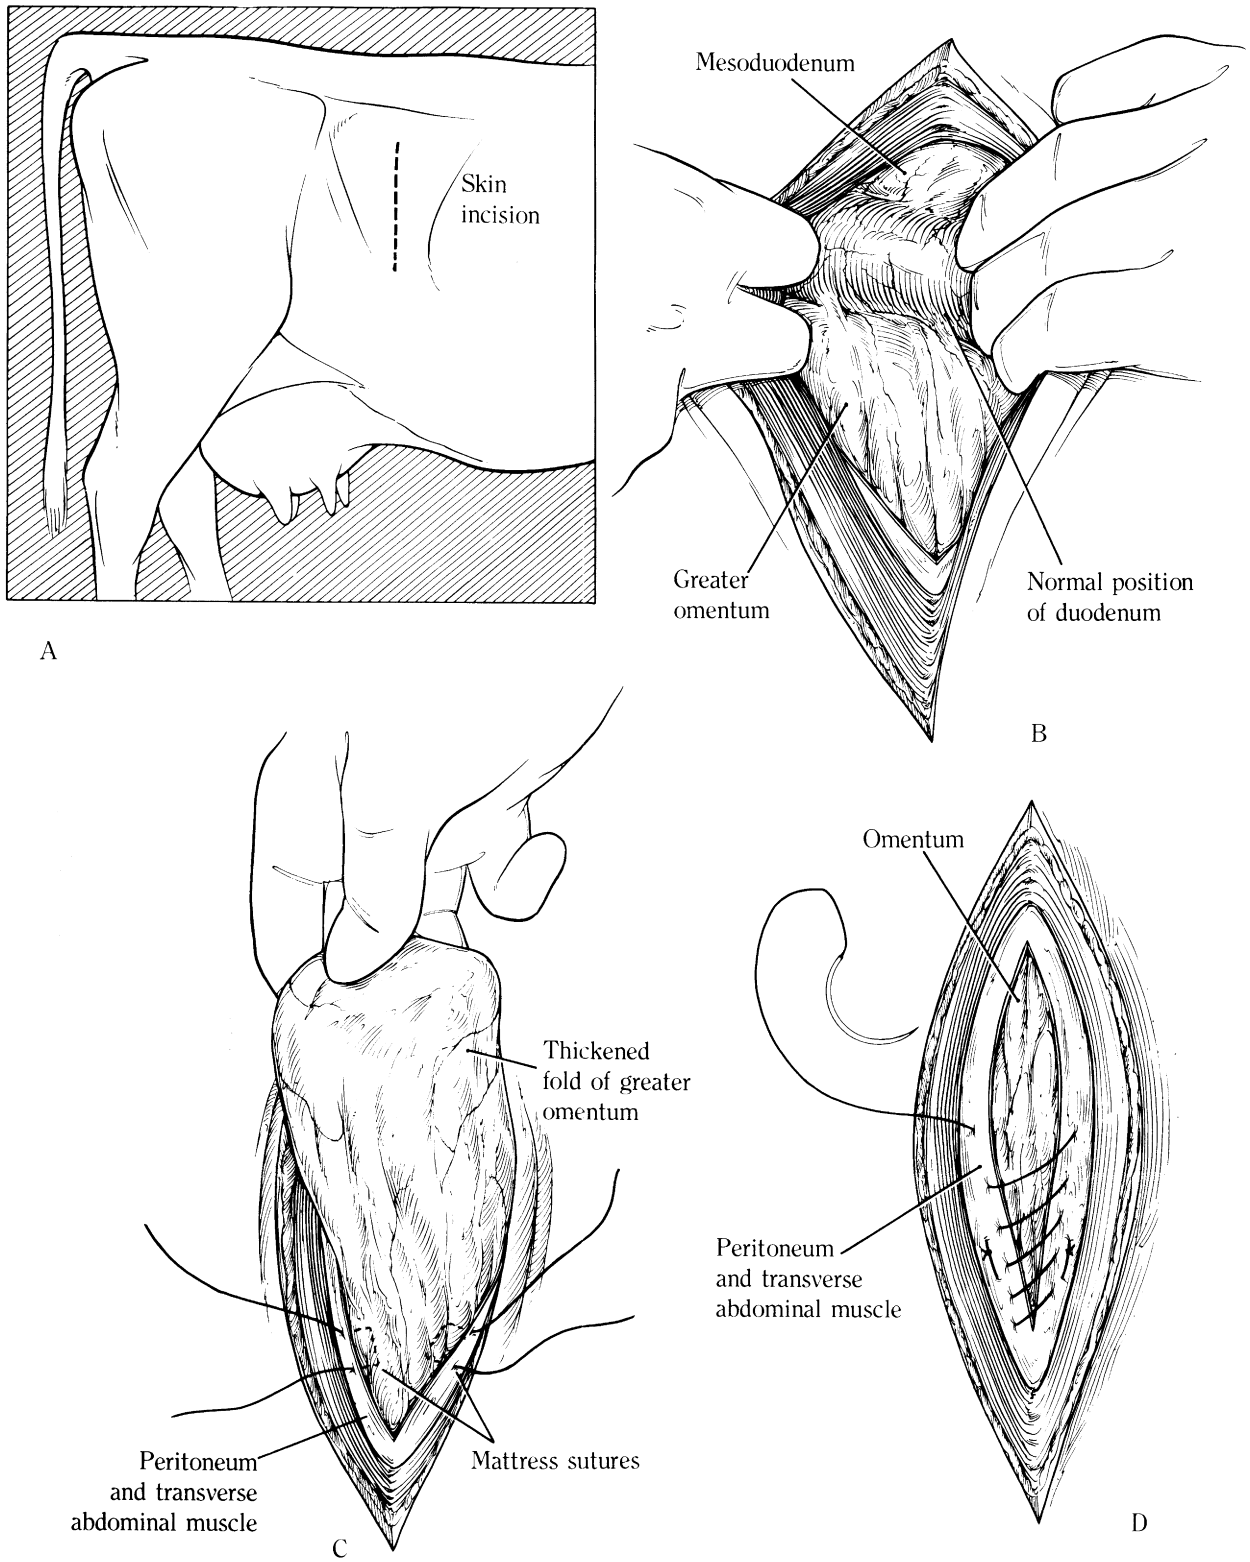 Skin
incision
A
Mesoduodenum
Greater
omentum
Normal position
of duodenum
B
Thickened
fold of greater
omentum
Peritoneum
and transverse
abdominal muscle
Mattress sutures
C
Omentum
Peritoneum
and transverse
abdominal muscle
D